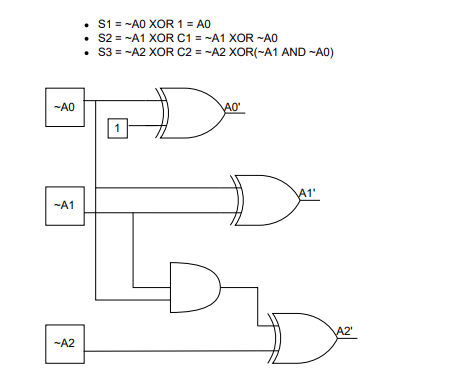 • S1 = ~A0 XOR 1 = A0
• S2 = ~A1 XOR C1 = ~A1 XOR ~A0
• S3 = ~A2 XOR C2 = ~A2 XOR(~A1 AND ~A0)
~A0
A0'
1
~A1
A1'
~A2
A2'